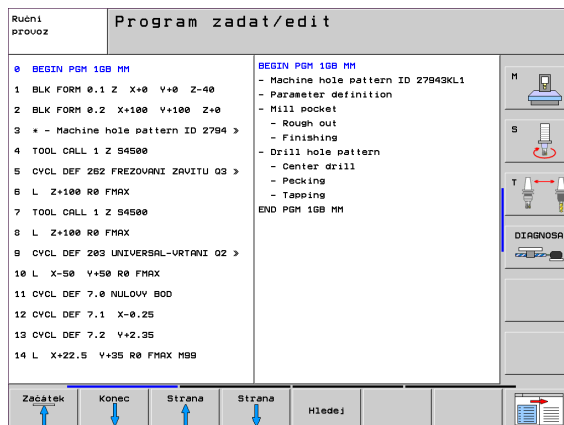 Ručni
provoz
Program zadat/edit
0 BEGIN PGM 1GB MM
1 BLK FORM 0.1 Z X+0 Y+0 Z-40
2 BLK FORM 0.2 X+100 Y+100 Z+0
3 * - Machine hole pattern ID 2794 »
4 TOOL CALL 1 Z S4500
5 CYCL DEF 262 FREZOVANI ZAVITU Q3 »
6 L Z+100 R0 FMAX
7 TOOL CALL 1 Z S4500
8 L Z+100 R0 FMAX
9 CYCL DEF 203 UNIVERSAL-VRTANI Q2 »
10 L X-50 Y+50 R0 FMAX
11 CYCL DEF 7.0 NULOVY BOD
12 CYCL DEF 7.1 X-0.25
13 CYCL DEF 7.2 Y+2.35
14 L X+22.5 Y+35 R0 FMAX M99
BEGIN PGM 1GB MM
- Machine hole pattern ID 27943KL1
- Parameter definition
- Mill pocket
- Rough out
- Finishing
- Drill hole pattern
- Center drill
- Pecking
- Tapping
END PGM 1GB MM
M
S
T
DIAGNOSA
Začátek
Konec
Strana
Strana
Hledej